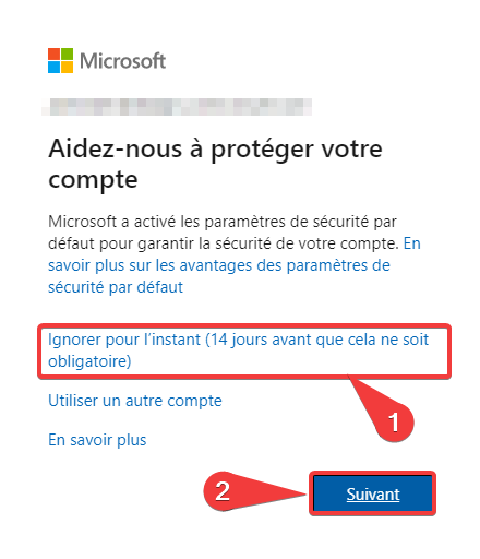 Microsoft
Aidez-nous à protéger votre
compte
Microsoft a activé les paramètres de sécurité par
défaut pour garantir la sécurité de votre compte. En
savoir plus sur les avantages des paramètres de
sécurité par défaut
Ignorer pour l'instant (14 jours avant que cela ne soit
obligatoire)
1
Utiliser un autre compte
En savoir plus
2
Suivant